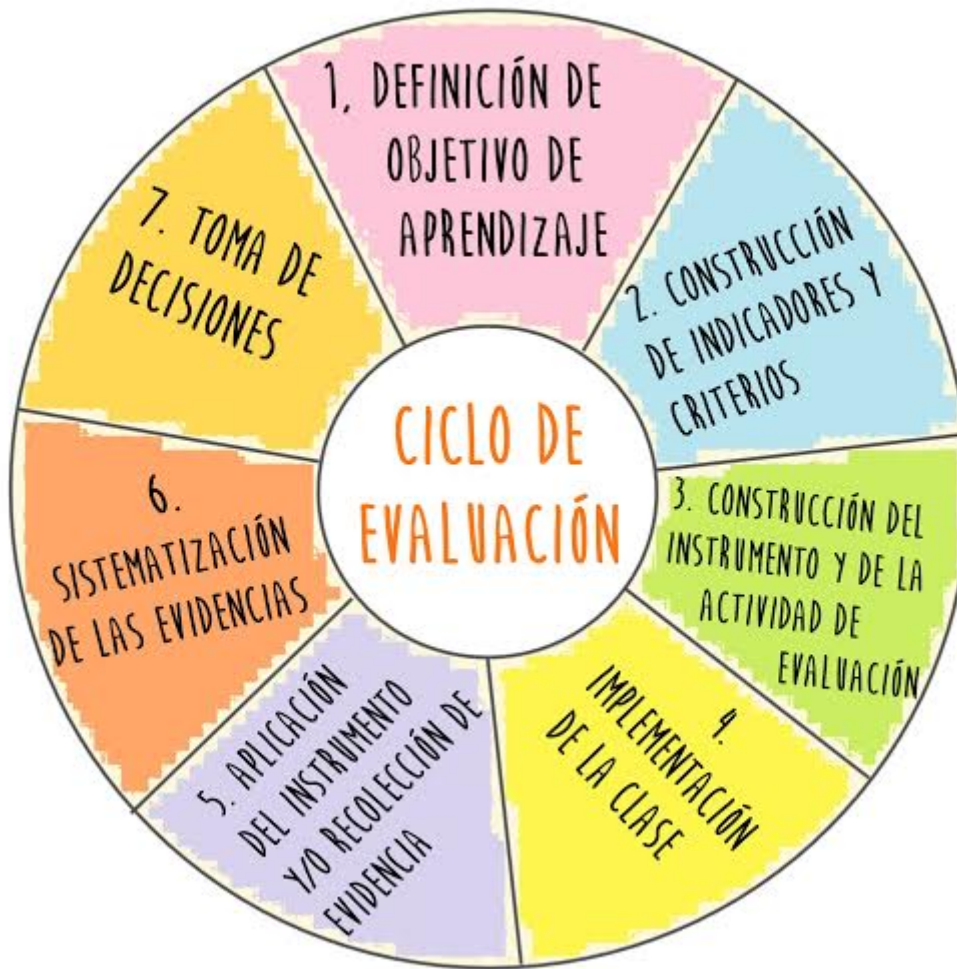 1, DEFINICIÓN DE
OBJETIVO DE
APRENDIZAJE
2. CONSTRUCCIÓN
DE INDICADORES Y
CRITERIOS
3. CONSTRUCCIÓN DEL
INSTRUMENTO Y DE LA
ACTIVIDAD DE
EVALUACIÓN
4.
IMPLEMENTACIÓN
DE LA CLASE
5. APLICACIÓN
DEL INSTRUMENTO
Y/O RECOLECCIÓN DE
EVIDENCIA
6.
SISTEMATIZACIÓN
DE LAS EVIDENCIAS
7. TOMA DE
DECISIONES
CICLO DE
EVALUACIÓN